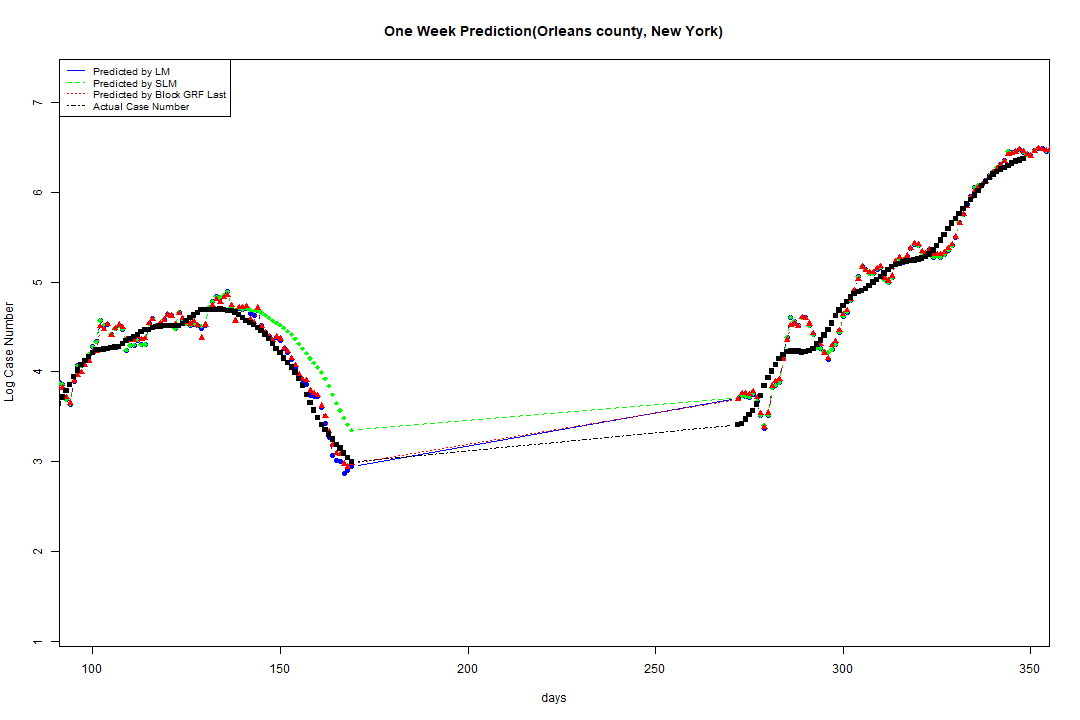 One Week Prediction(Orleans county, New York)
Predicted by LM
Predicted by SLM
Predicted by Block GRF Last
Actual Case Number
7
6
5
4
3
2
1
Log Case Number
100 150 200 250 300 350
days